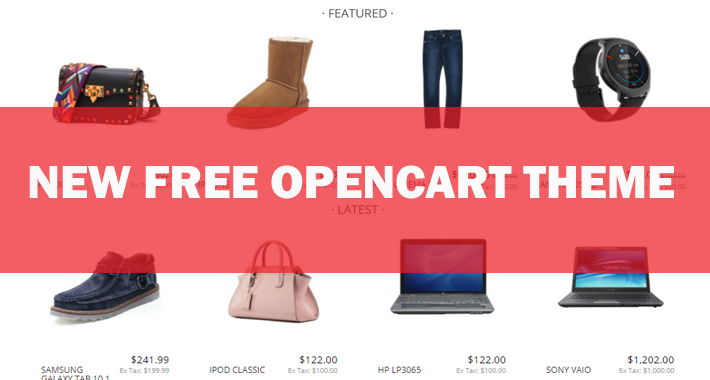 · FEATURED ·
NEW FREE OPENCART THEME
· LATEST ·
$241.99
$122.00
$122.00
$1,202.00
SAMSUNG
Ex Tax: $199.99
IPOD CLASSIC
Ex Tax: $100.00
HP LP3065
Ex Tax: $100.00
SONY VAIO
Ex Tax: $1,000.00
GALAXY TAB 10.1